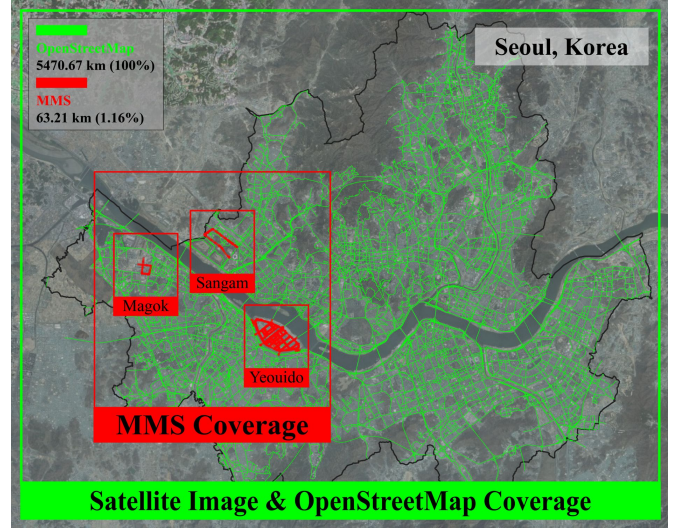 Seoul, Korea
OpenStreetMap
5470.67 km (100%)
MMS
63.21 km (1.16%)
Sangam
Magok
Yeouido
MMS Coverage
Satellite Image & OpenStreetMap Coverage